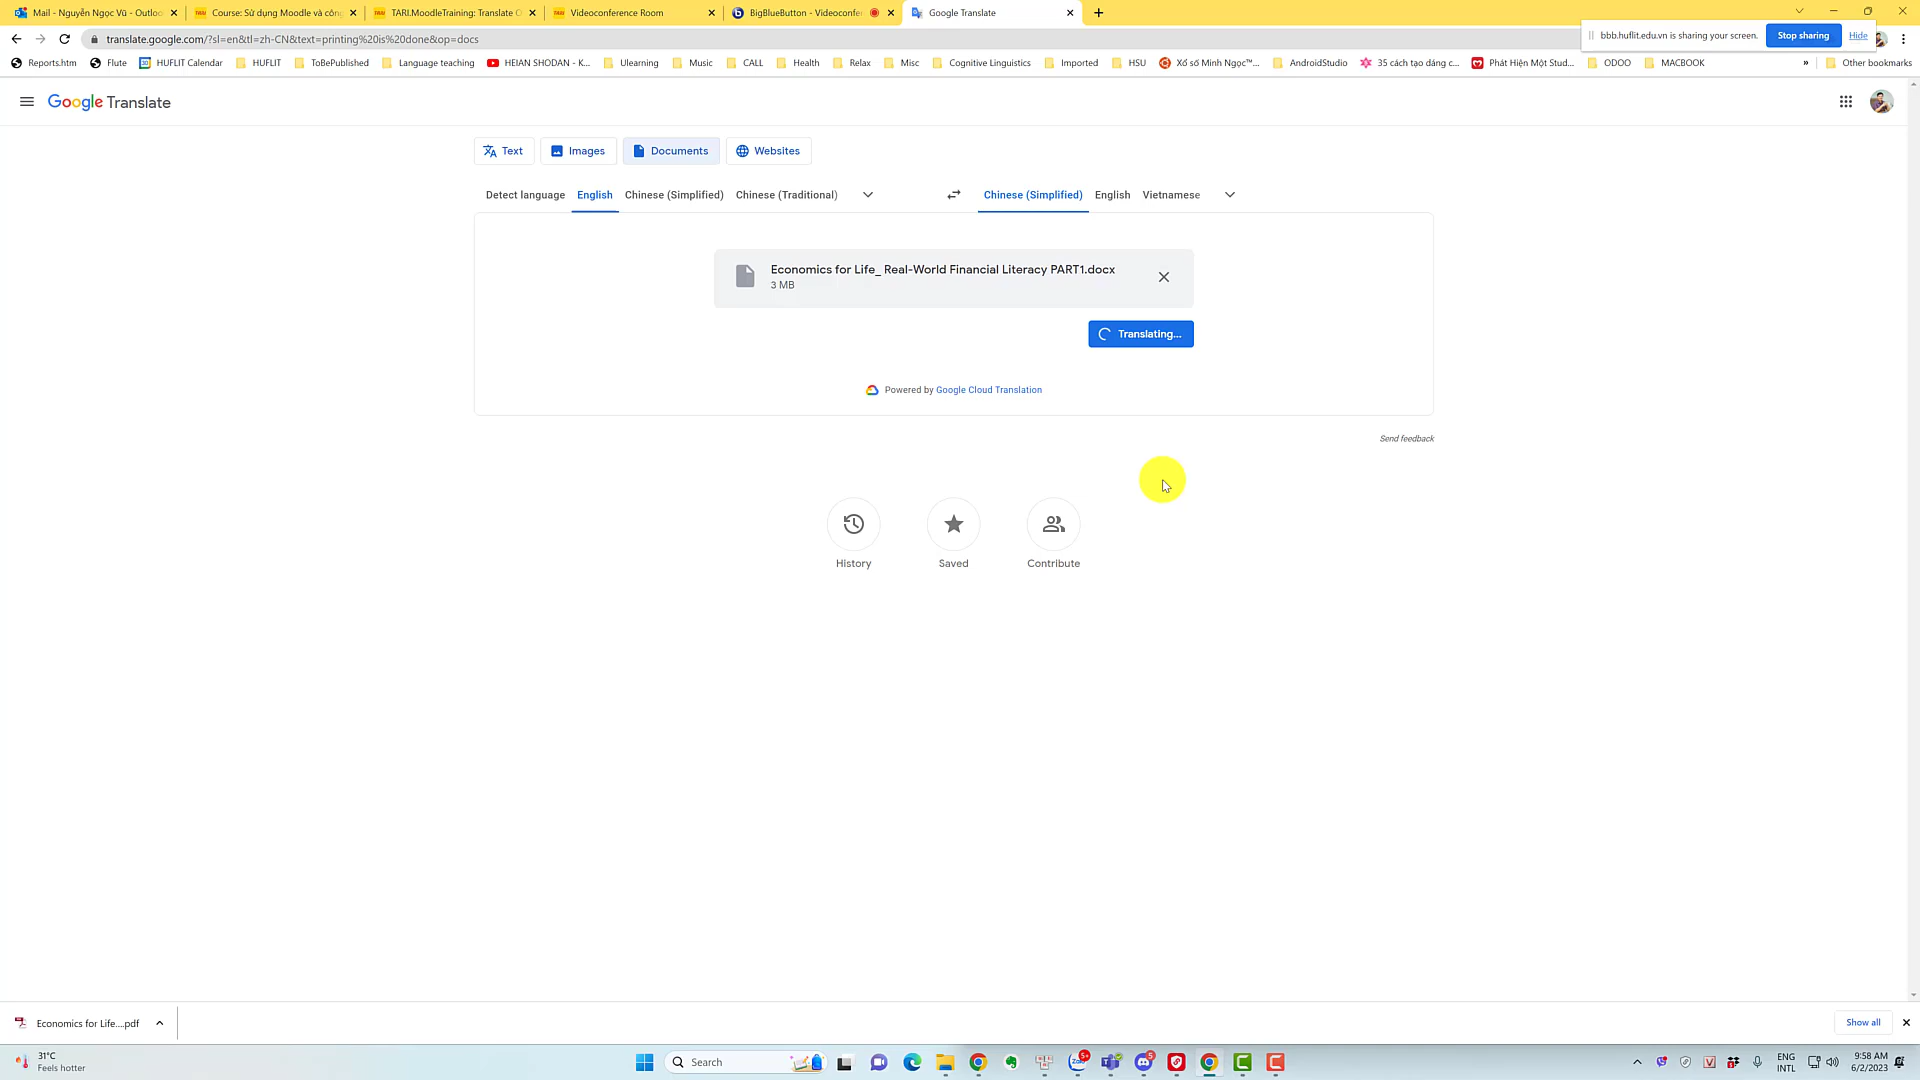 Mail - Nguyễn Ngọc Vũ - Outloo
Course: Sử dụng Moodle và công
TARI.MoodleTraining: Translate O
Videoconference Room
BigBlueButton - Videoconfer
Google Translate
translate.google.com/?sl=en&tl=zh-CN&text=printing%20is%20done&op=docs
bbb.huflit.edu.vn is sharing your screen.
Stop sharing
Hide
Reports.htm
Flute
HUFLIT Calendar
HUFLIT
ToBePublished
Language teaching
HEIAN SHODAN - K...
Ulearning
Music
CALL
Health
Relax
Misc
Cognitive Linguistics
Imported
HSU
Xổ số Minh Ngọc™...
AndroidStudio
35 cách tạo dáng c...
Phát Hiện Một Stud...
ODOO
MACBOOK
»
Other bookmarks
Google Translate
Text
Images
Documents
Websites
Detect language
English
Chinese (Simplified)
Chinese (Traditional)
Chinese (Simplified)
English
Vietnamese
Economics for Life_ Real-World Financial Literacy PART1.docx
3 MB
Translating...
Powered by Google Cloud Translation
Send feedback
History
Saved
Contribute
Economics for Life....pdf
Show all
31°C
Feels hotter
Search
5+
5
ENG
INTL
9:58 AM
6/2/2023